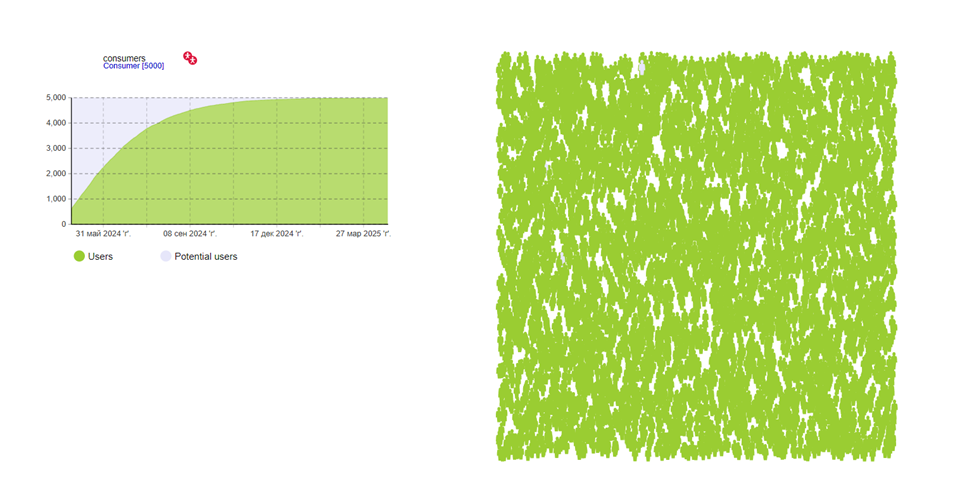 consumers
Consumer [5000]
5,000
4,000
3,000
2,000
1,000
0
31 май 2024 'г'. 08 сен 2024 'г'. 17 дек 2024 'г'. 27 мар 2025 'г'.
Users Potential users